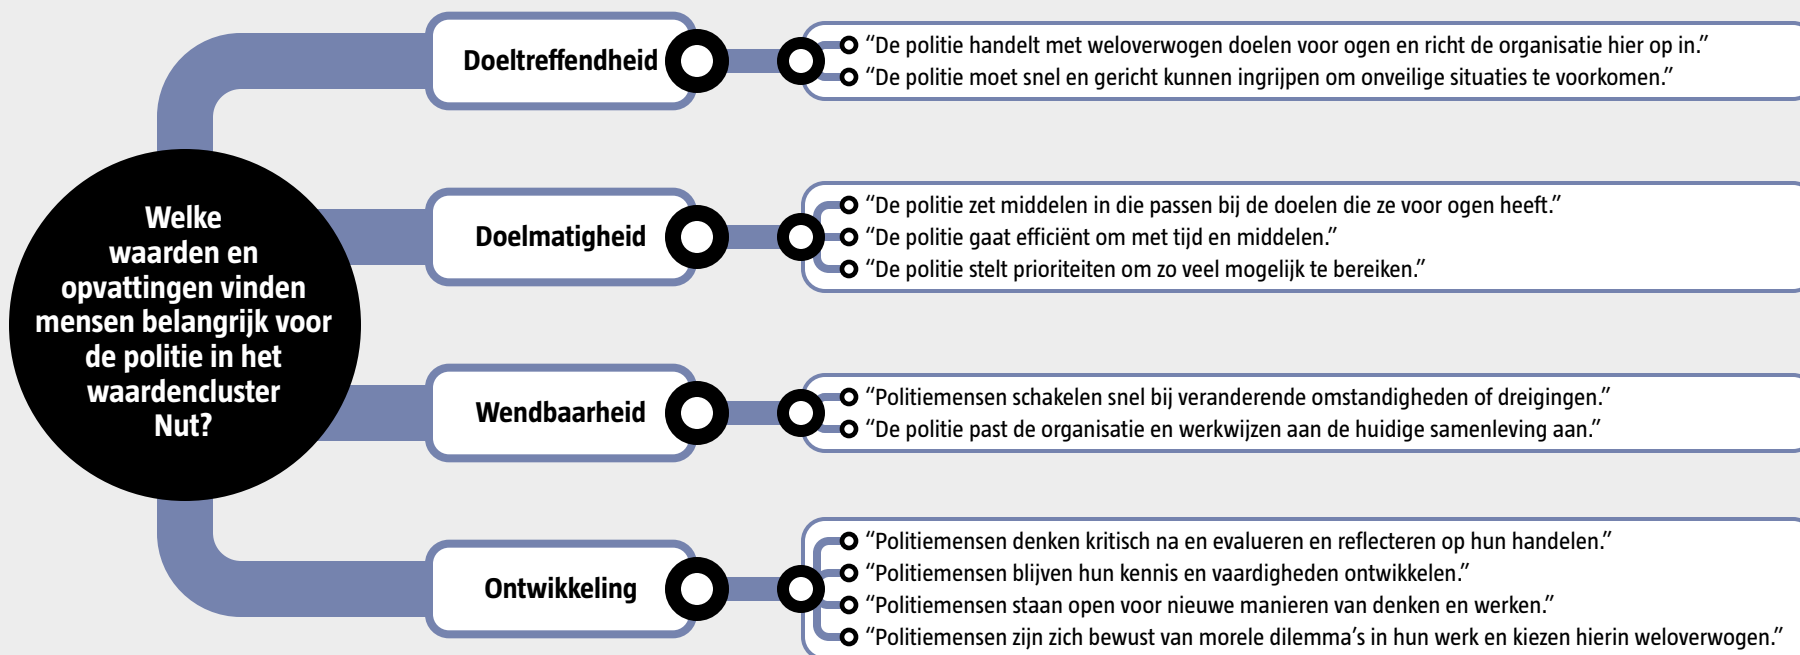 Welke
waarden en
opvattingen vinden
mensen belangrijk voor
de politie in het
waardencluster
Nut?
Doeltreffendheid
“De politie handelt met weloverwogen doelen voor ogen en richt de organisatie hier op in.”
“De politie moet snel en gericht kunnen ingrijpen om onveilige situaties te voorkomen.”
Doelmatigheid
“De politie zet middelen in die passen bij de doelen die ze voor ogen heeft.”
“De politie gaat efficiënt om met tijd en middelen.”
“De politie stelt prioriteiten om zo veel mogelijk te bereiken.”
Wendbaarheid
“Politiemensen schakelen snel bij veranderende omstandigheden of dreigingen.”
“De politie past de organisatie en werkwijzen aan de huidige samenleving aan.”
Ontwikkeling
“Politiemensen denken kritisch na en evalueren en reflecteren op hun handelen.”
“Politiemensen blijven hun kennis en vaardigheden ontwikkelen.”
“Politiemensen staan open voor nieuwe manieren van denken en werken.”
“Politiemensen zijn zich bewust van morele dilemma’s in hun werk en kiezen hierin weloverwogen.”